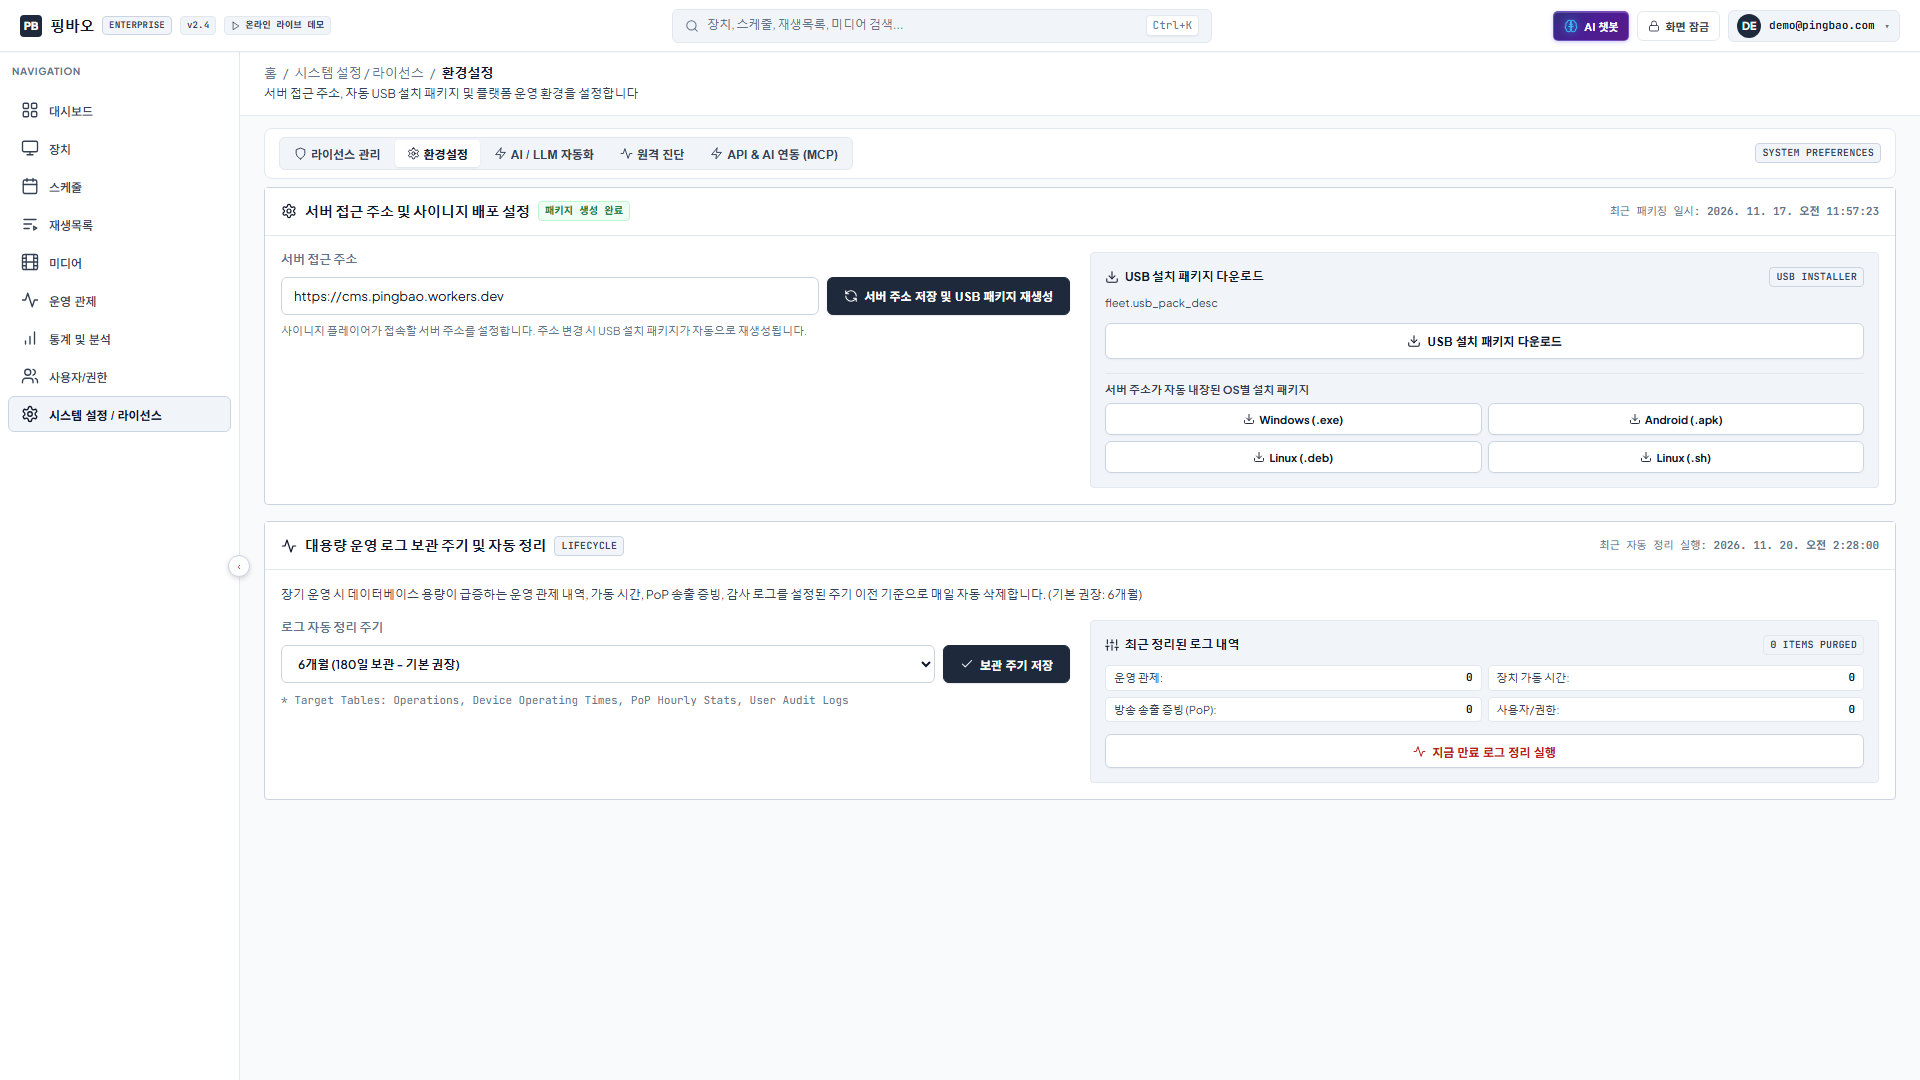 PB 핑바오 ENTERPRISE v2.4 온라인 라이브 데모
장치, 스케줄, 재생목록, 미디어 검색... Ctrl+K
AI 챗봇 화면 잠금 DE demo@pingbao.com
NAVIGATION
대시보드
장치
스케줄
재생목록
미디어
운영 관제
통계 및 분석
사용자/권한
시스템 설정 / 라이선스
홈 / 시스템 설정 / 라이선스 / 환경설정
서버 접근 주소, 자동 USB 설치 패키지 및 플랫폼 운영 환경을 설정합니다
라이선스 관리 환경설정 AI / LLM 자동화 원격 진단 API & AI 연동 (MCP)
SYSTEM PREFERENCES
서버 접근 주소 및 사이니지 배포 설정 패키지 생성 완료
최근 패키징 일시: 2026. 11. 17. 오전 11:57:23
서버 접근 주소
https://cms.pingbao.workers.dev
서버 주소 저장 및 USB 패키지 재생성
사이니지 플레이어가 접속할 서버 주소를 설정합니다. 주소 변경 시 USB 설치 패키지가 자동으로 재생성됩니다.
USB 설치 패키지 다운로드 USB INSTALLER
fleet.usb_pack_desc
USB 설치 패키지 다운로드
서버 주소가 자동 내장된 OS별 설치 패키지
Windows (.exe) Android (.apk)
Linux (.deb) Linux (.sh)
대용량 운영 로그 보관 주기 및 자동 정리 LIFECYCLE
최근 자동 정리 실행: 2026. 11. 20. 오전 2:28:00
장기 운영 시 데이터베이스 용량이 급증하는 운영 관제 내역, 가동 시간, PoP 송출 증빙, 감사 로그를 설정된 주기 이전 기준으로 매일 자동 삭제합니다. (기본 권장: 6개월)
로그 자동 정리 주기
6개월 (180일 보관 - 기본 권장)
보관 주기 저장
* Target Tables: Operations, Device Operating Times, PoP Hourly Stats, User Audit Logs
최근 정리된 로그 내역 0 ITEMS PURGED
운영 관제: 0 장치 가동 시간: 0
방송 송출 증빙 (PoP): 0 사용자/권한: 0
지금 만료 로그 정리 실행